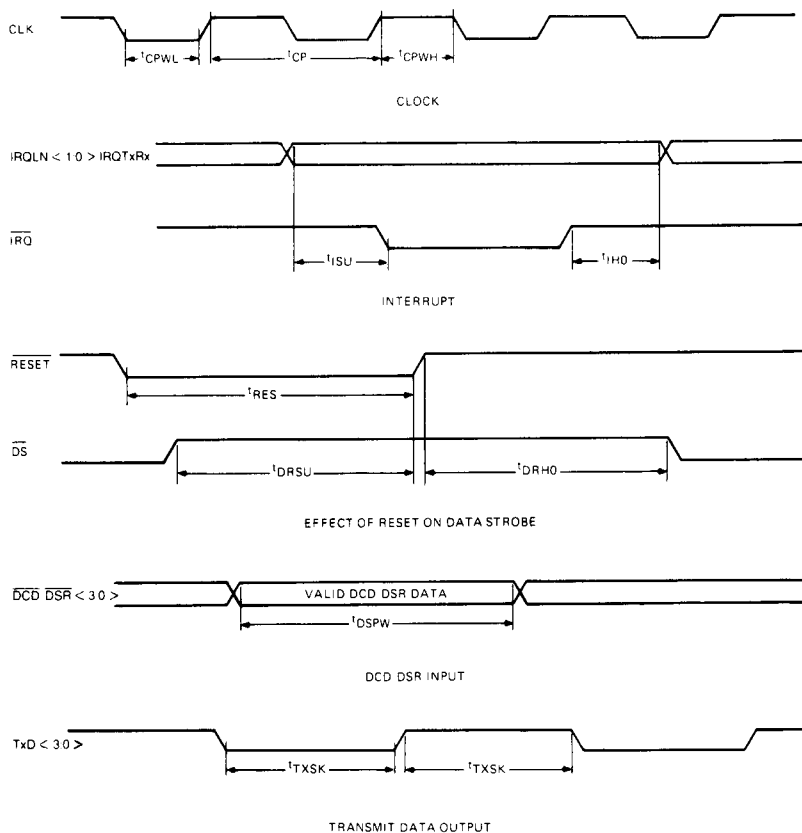 CLK
tCPWL
tCP
tCPWH
CLOCK
IRQLN < 1:0 > IRQTxRx
IRQ
tISU
tIH0
INTERRUPT
RESET
tRES
DS
tDRSU
tDRH0
EFFECT OF RESET ON DATA STROBE
DCD DSR < 3:0 >
VALID DCD DSR DATA
tDSPW
DCD DSR INPUT
TxD < 3:0 >
tTXSK
tTXSK
TRANSMIT DATA OUTPUT